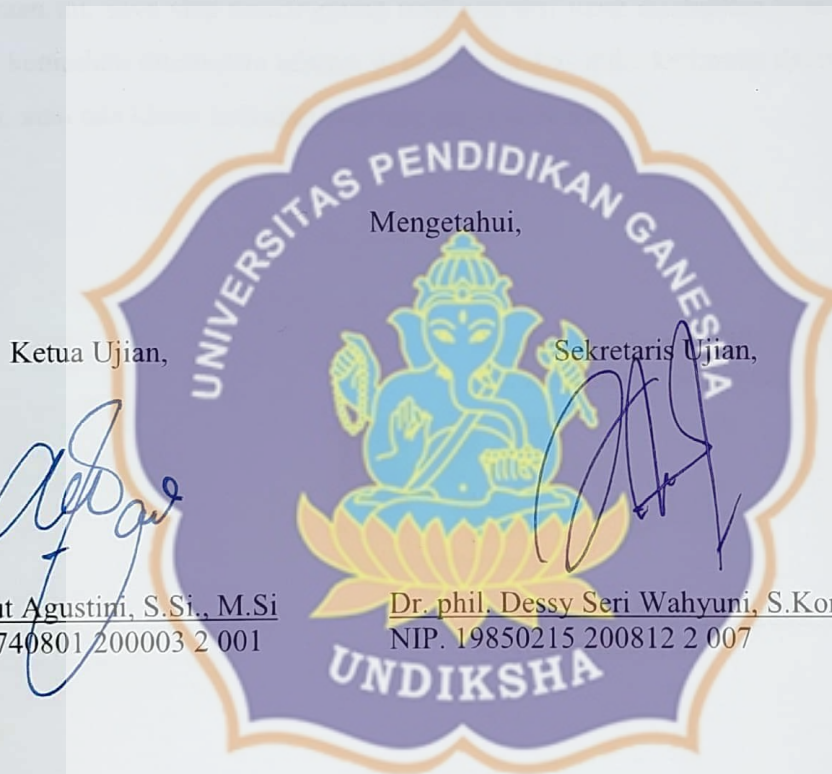 UNIVERSITAS PENDIDIKAN GANESHA
Mengetahui,
Ketua Ujian,
Sekretaris Ujian,
Agustini, S.Si., M.Si
Dr. phil. Dessy Seri Wahyuni, S.Kom
740801 200003 2 001
NIP. 19850215 200812 2 007
UNDIKSHA